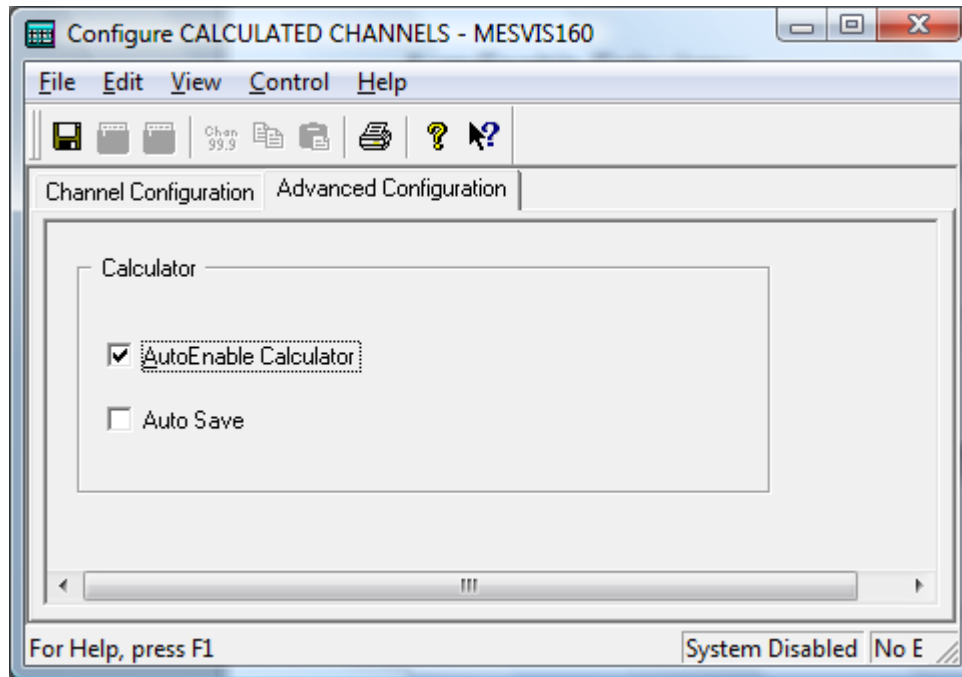 Configure CALCULATED CHANNELS - MESVIS160
File Edit View Control Help
Chan
99.9
Channel Configuration Advanced Configuration
Calculator
AutoEnable Calculator
Auto Save
For Help, press F1 System Disabled No E